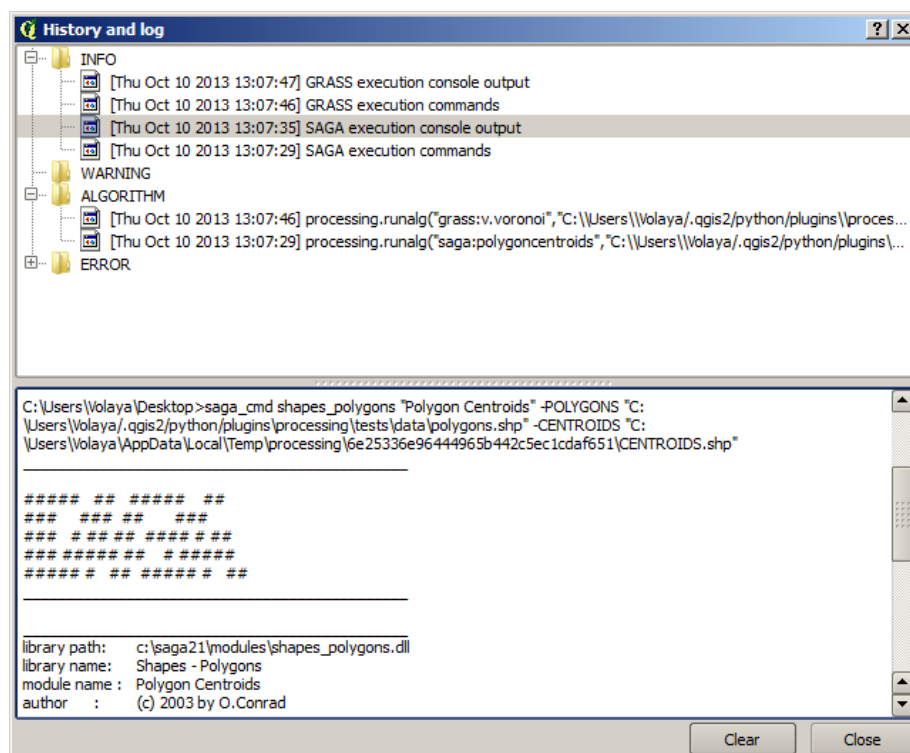 History and log
INFO
[Thu Oct 10 2013 13:07:47] GRASS execution console output
[Thu Oct 10 2013 13:07:46] GRASS execution commands
[Thu Oct 10 2013 13:07:35] SAGA execution console output
[Thu Oct 10 2013 13:07:29] SAGA execution commands
WARNING
ALGORITHM
[Thu Oct 10 2013 13:07:46] processing.runalg("grass:v.voronoi","C:\\Users\\Volaya/.qgis2/python/plugins\\proces...
[Thu Oct 10 2013 13:07:29] processing.runalg("saga:polygoncentroids","C:\\Users\\Volaya/.qgis2/python/plugins\...
ERROR
C:\Users\Volaya\Desktop>saga_cmd shapes_polygons "Polygon Centroids" -POLYGONS "C:
\Users\Volaya/.qgis2/python/plugins\processing\tests\data\polygons.shp" -CENTROIDS "C:
\Users\Volaya\AppData\Local\Temp\processing\6e25336e96444965b442c5ec1cdaf651\CENTROIDS.shp"
_____________________________________________
##### ## ##### ##
### ### ## ###
### # ## ## #### # ##
### ##### ## # #####
##### # ## ##### # ##
_____________________________________________
_____________________________________________
library path: c:\saga21\modules\shapes_polygons.dll
library name: Shapes - Polygons
module name : Polygon Centroids
author : (c) 2003 by O.Conrad
Clear Close